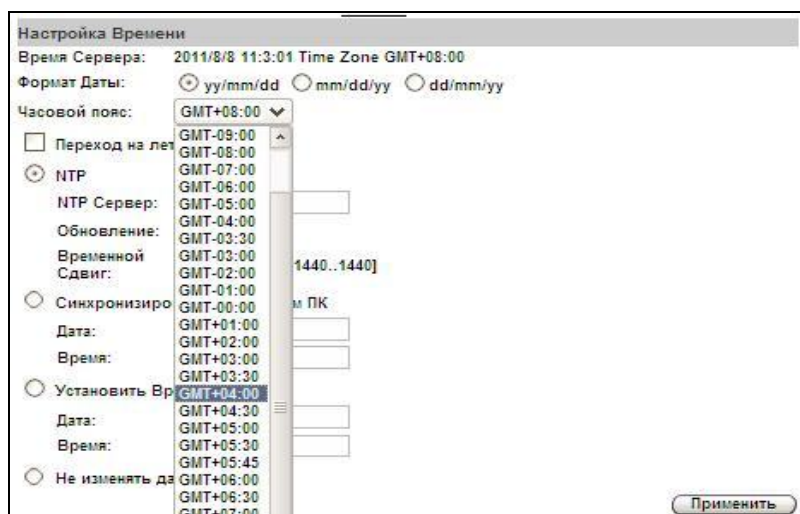 Настройка Времени
Время Сервера: 2011/8/8 11:3:01 Time Zone GMT+08:00
Формат Даты: yy/mm/dd mm/dd/yy dd/mm/yy
Часовой пояс: GMT+08:00
GMT-09:00
Переход на лет GMT-08:00
GMT-07:00
NTP GMT-06:00
NTP Сервер: GMT-05:00
GMT-04:00
Обновление: GMT-03:30
Временной Сдвиг: GMT-03:00
GMT-02:00 1440..1440]
GMT-01:00
Синхронизиро GMT-00:00 м ПК
Дата: GMT+01:00
GMT+02:00
Время: GMT+03:00
GMT+03:30
Установить Вр GMT+04:00
GMT+04:30
Дата: GMT+05:00
Время: GMT+05:30
GMT+05:45
Не изменять да GMT+06:00
GMT+06:30
GMT+07:00
Применить